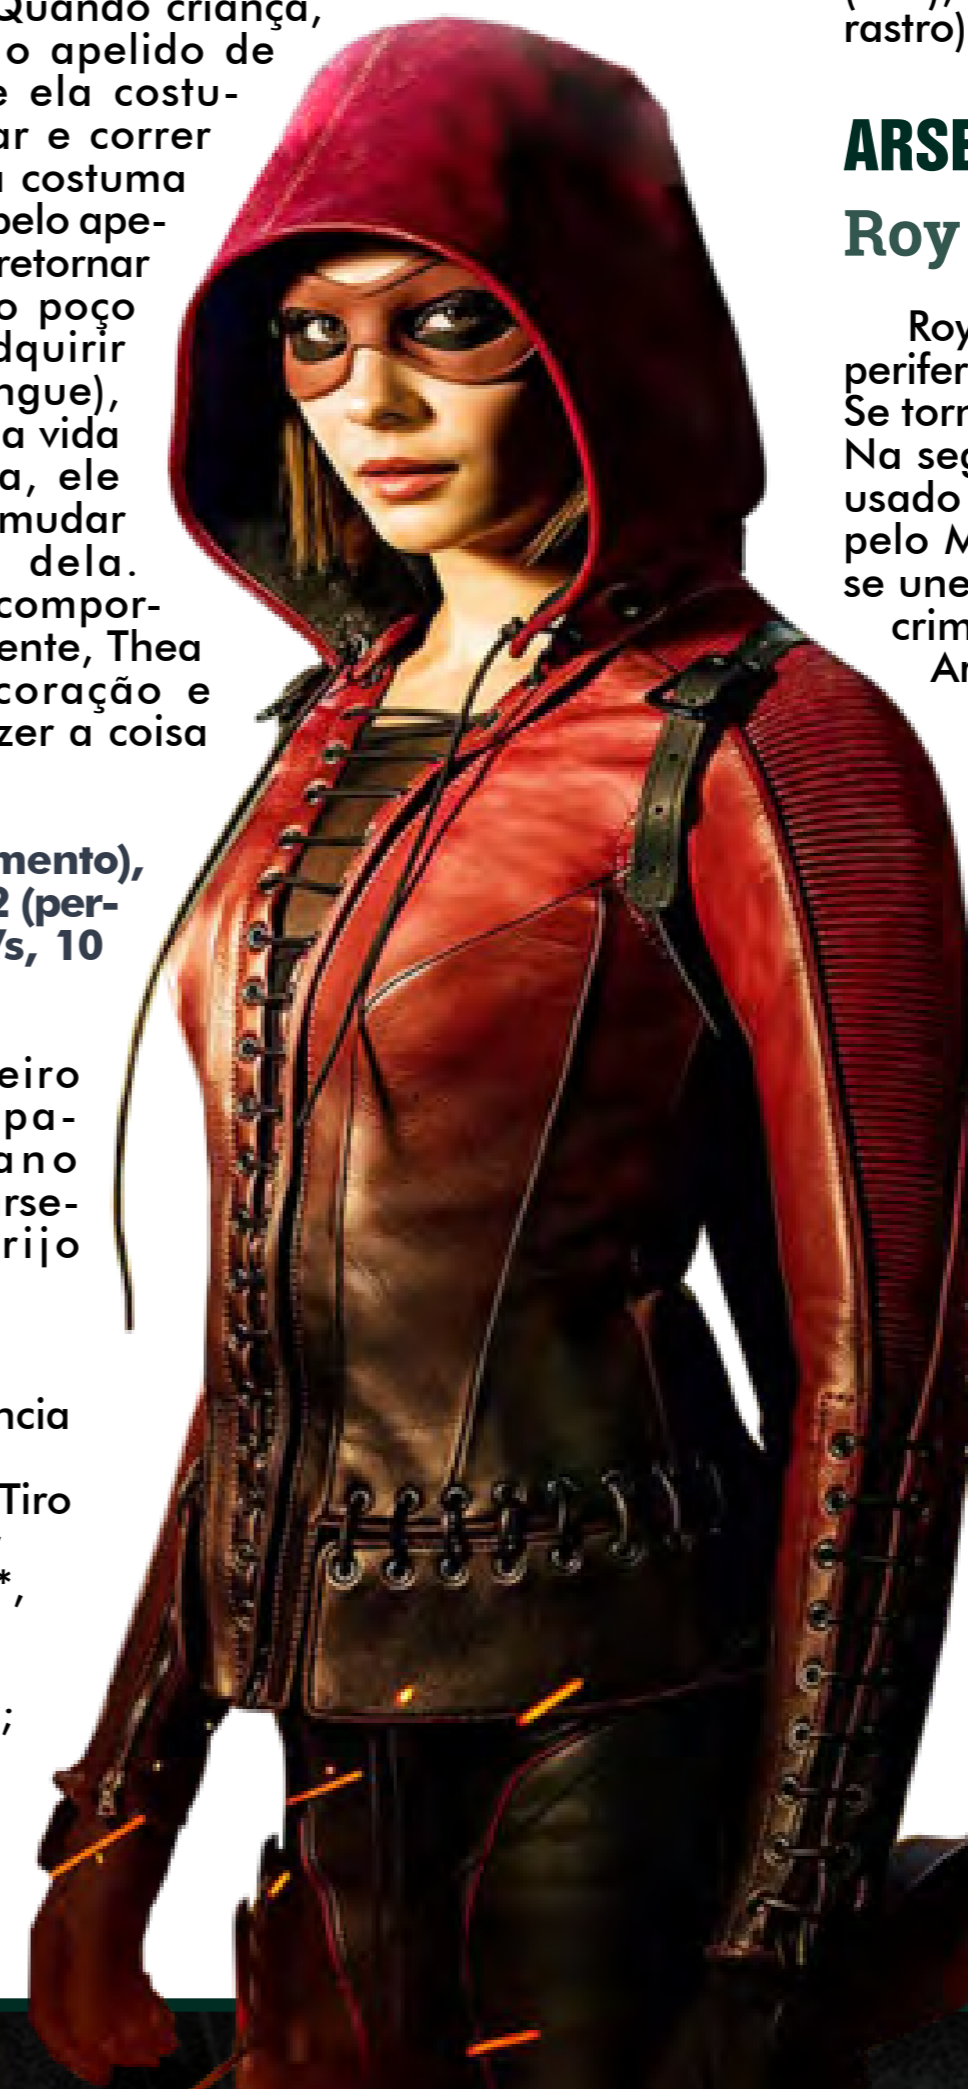 Quando criança,
o apelido de
e ela costu-
ar e correr
a costuma
pelo ape-
retornar
o poço
dquirir
ngue),
a vida
a, ele
mudar
dela.
compor-
ente, Thea
coração e
zer a coisa
mento),
2 (per-
/s, 10
eiro
pa-
ano
rse-
rijo
ncia
Tiro
*,
;
rastro)
ARSE
Roy
Roy
perifer
Se torn
Na seg
usado
pelo M
se une
crim
Ar